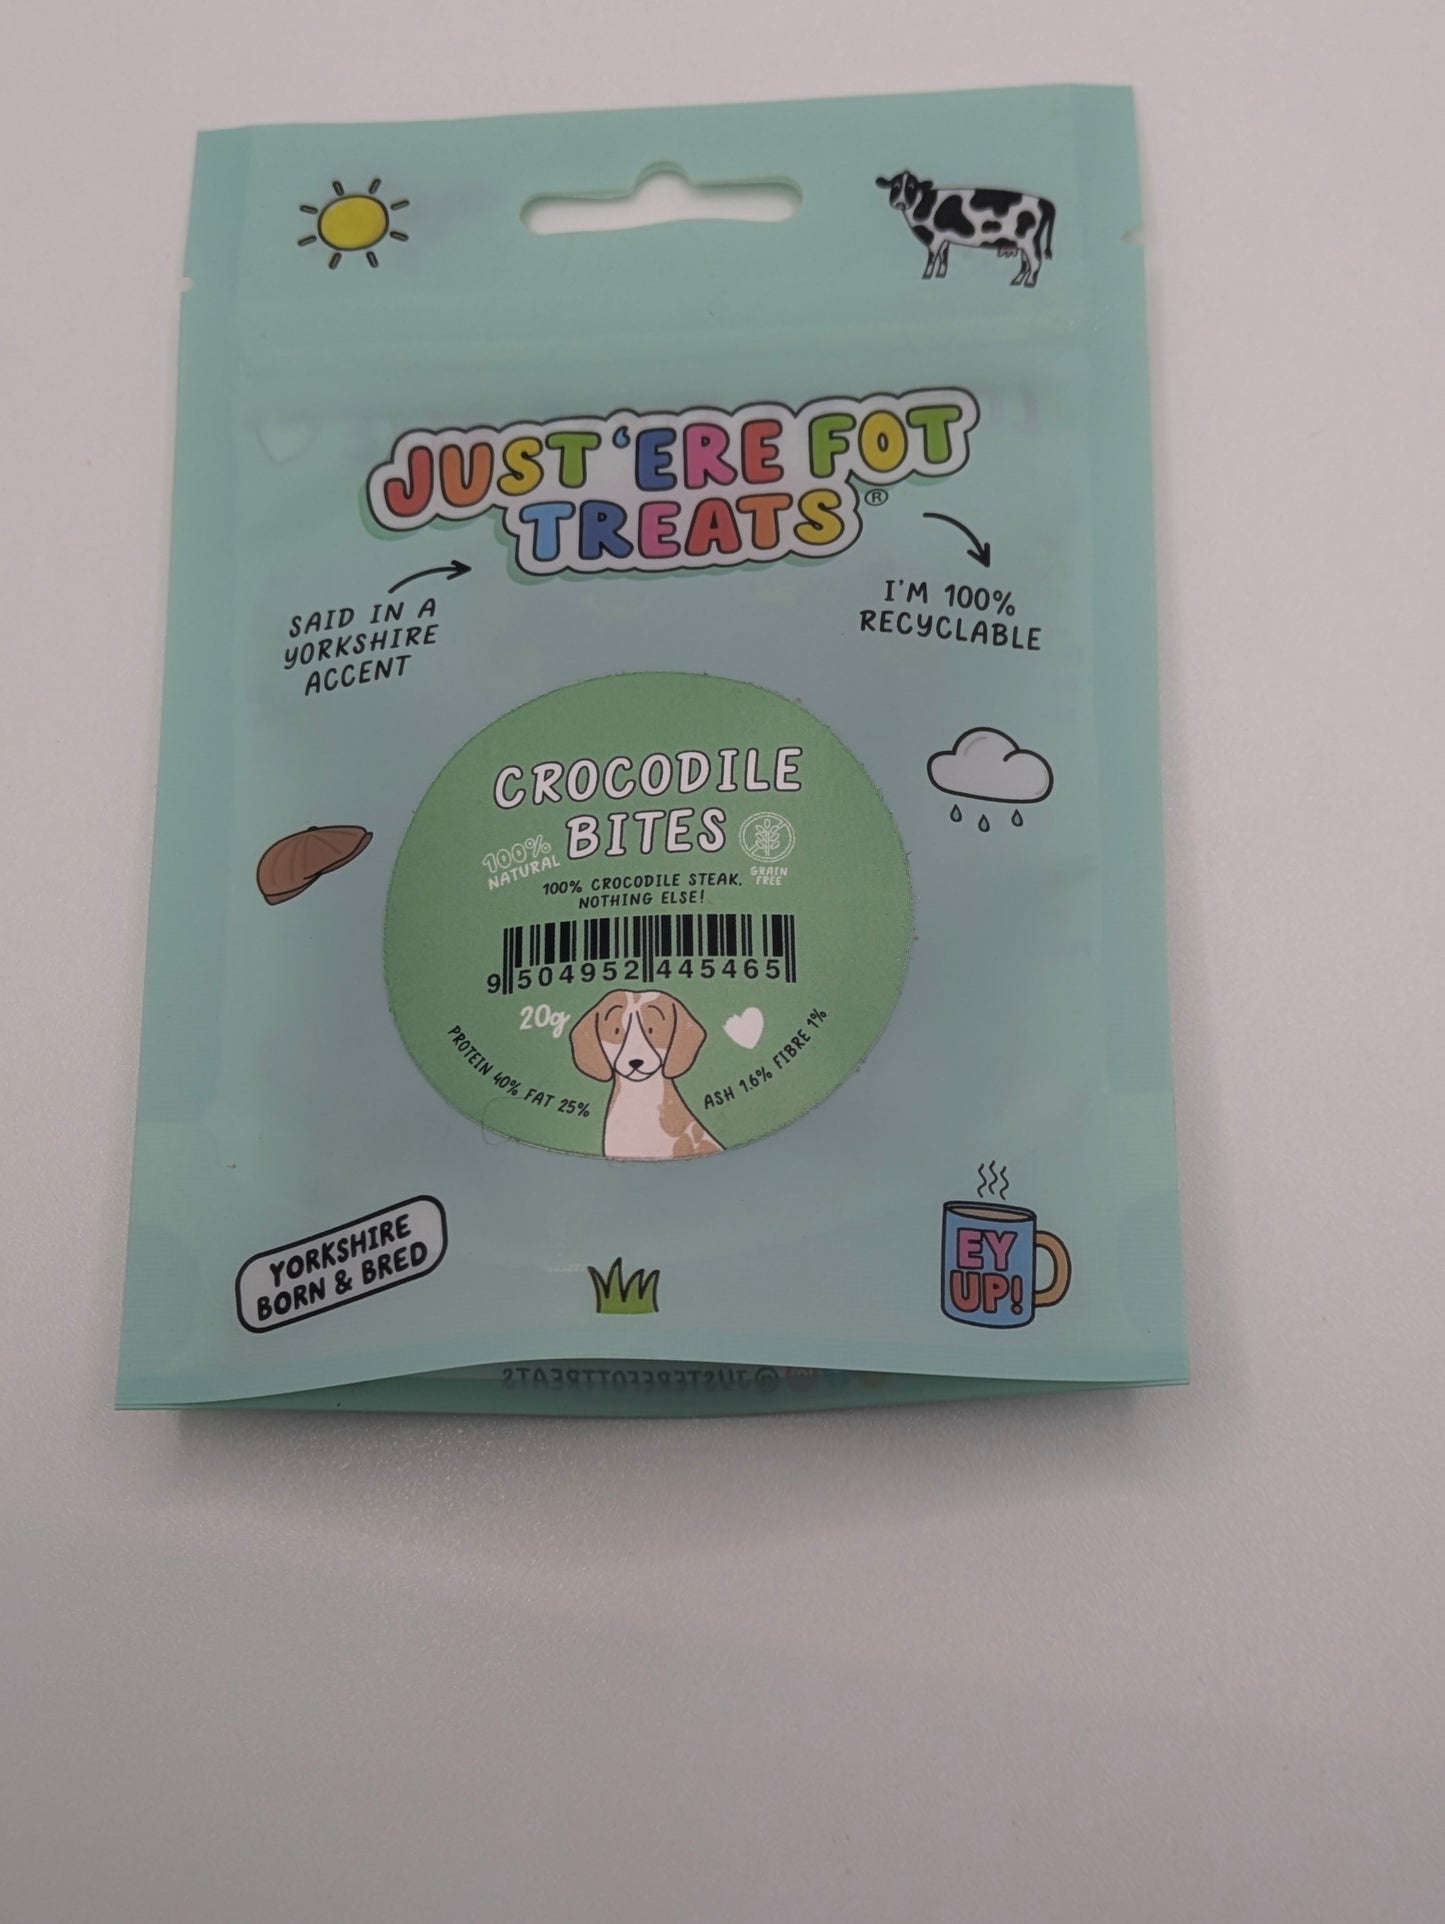 JUST 'ERE FOT
TREATS®
SAID IN A
YORKSHIRE
ACCENT
I'M 100%
RECYCLABLE
CROCODILE
BITES
100%
NATURAL
GRAIN
FREE
100% CROCODILE STEAK,
NOTHING ELSE!
9 504952 445465
20g
PROTEIN 40% FAT 25%
ASH 1.6% FIBRE 1%
YORKSHIRE
BORN & BRED
EY
UP!
@JUSTEREFOTTREATS